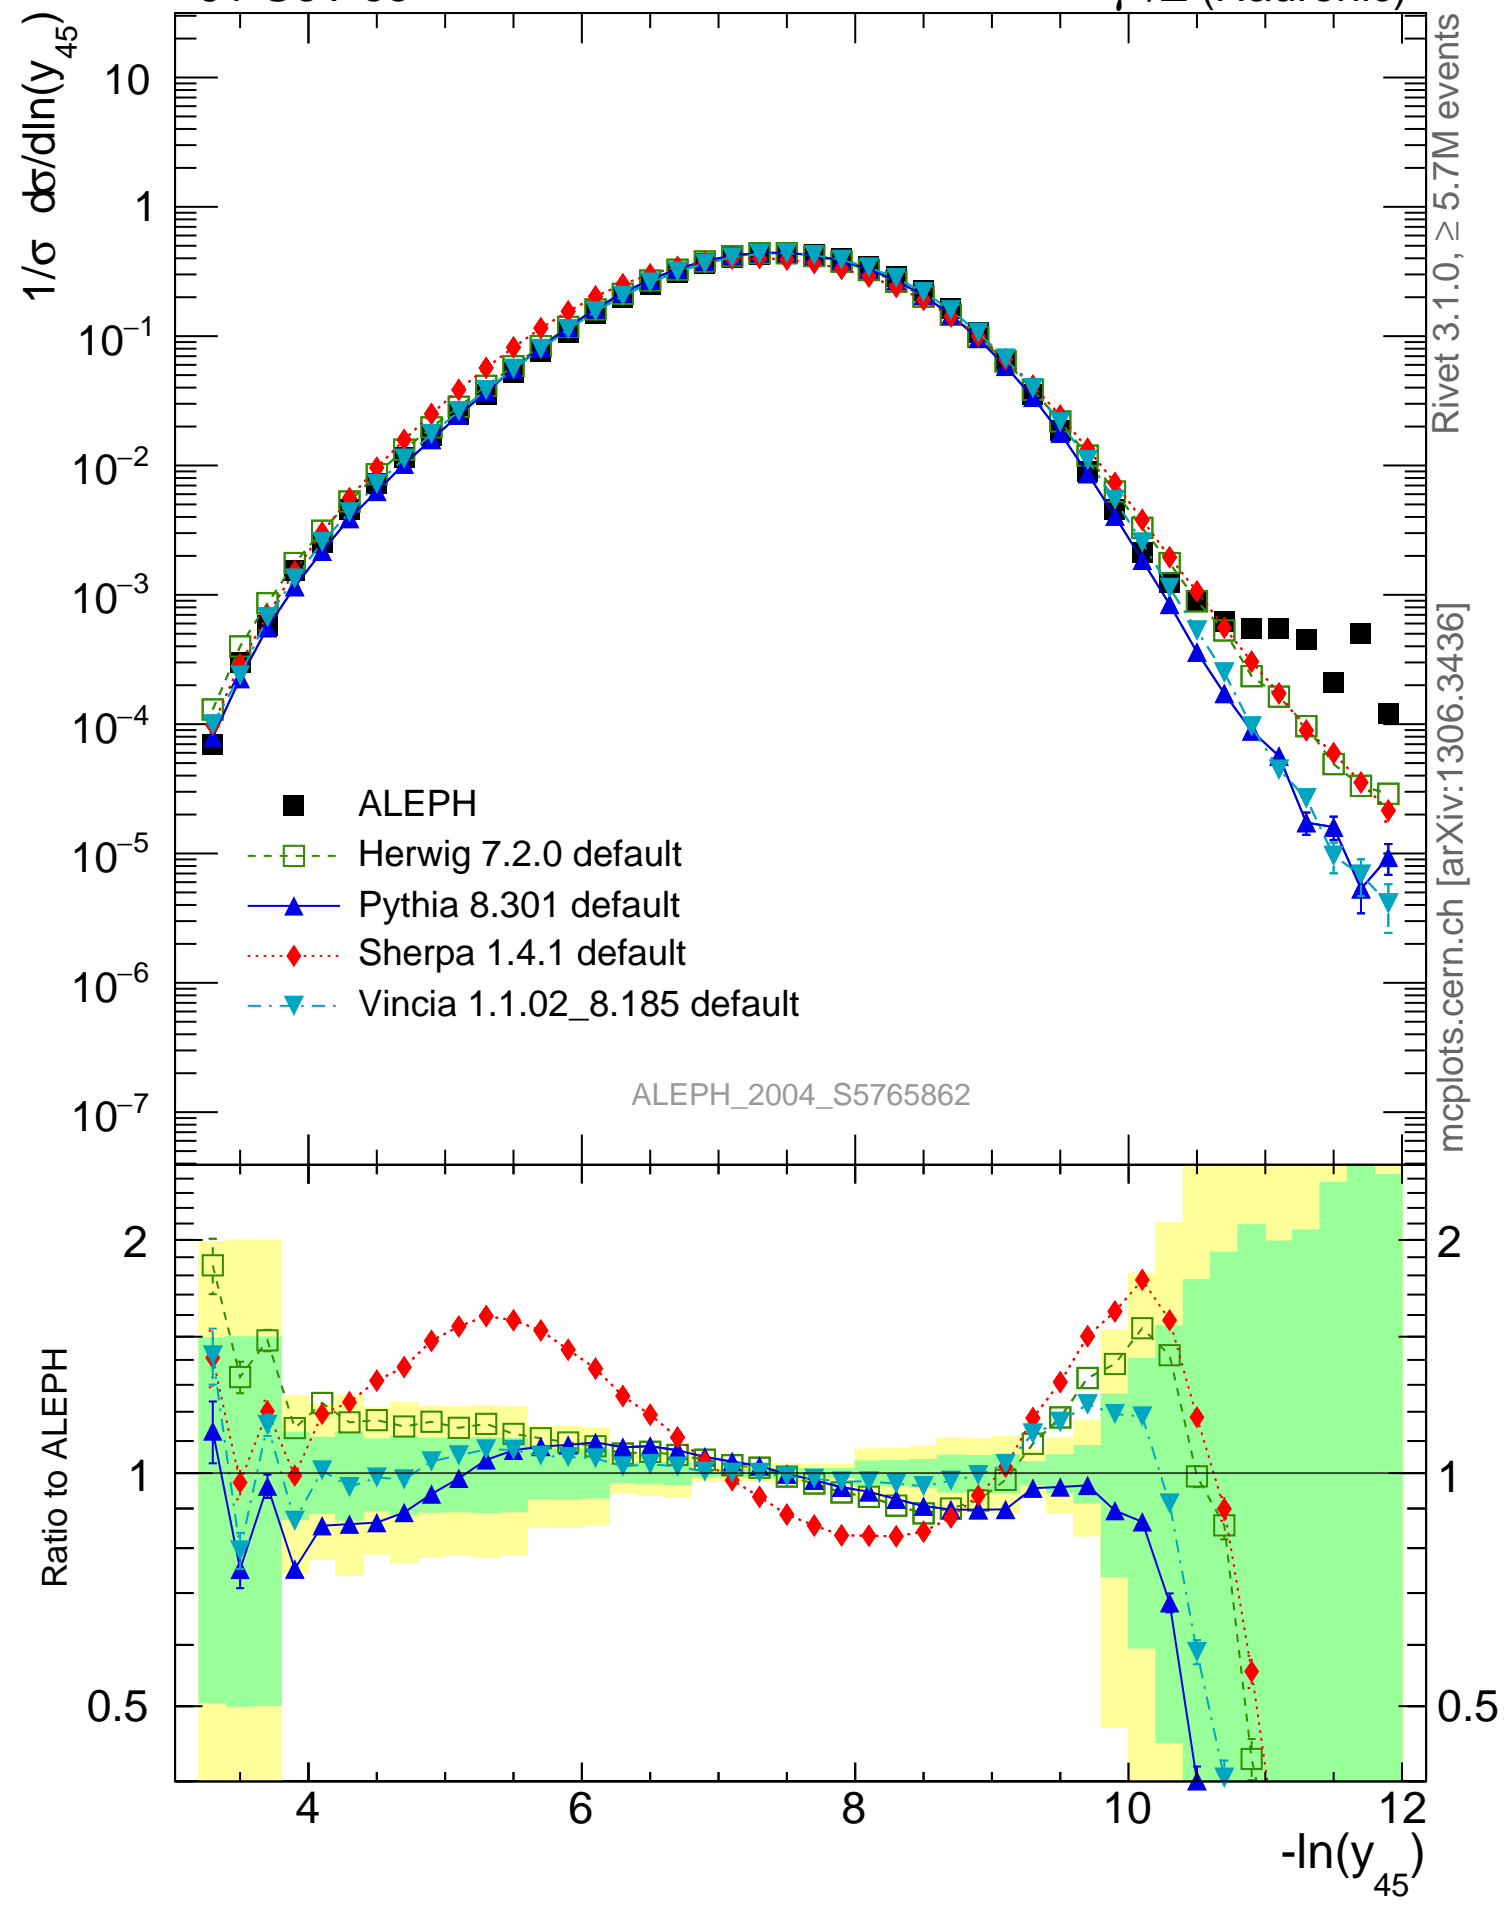 1/σ dσ/dln(y45)
10
1
10−1
10−2
10−3
10−4
10−5
10−6
10−7
ALEPH
Herwig 7.2.0 default
Pythia 8.301 default
Sherpa 1.4.1 default
Vincia 1.1.02_8.185 default
ALEPH_2004_S5765862
Rivet 3.1.0, ≥ 5.7M events
mcplots.cern.ch [arXiv:1306.3436]
Ratio to ALEPH
2
1
0.5
2
1
0.5
4 6 8 10 12
-ln(y45)